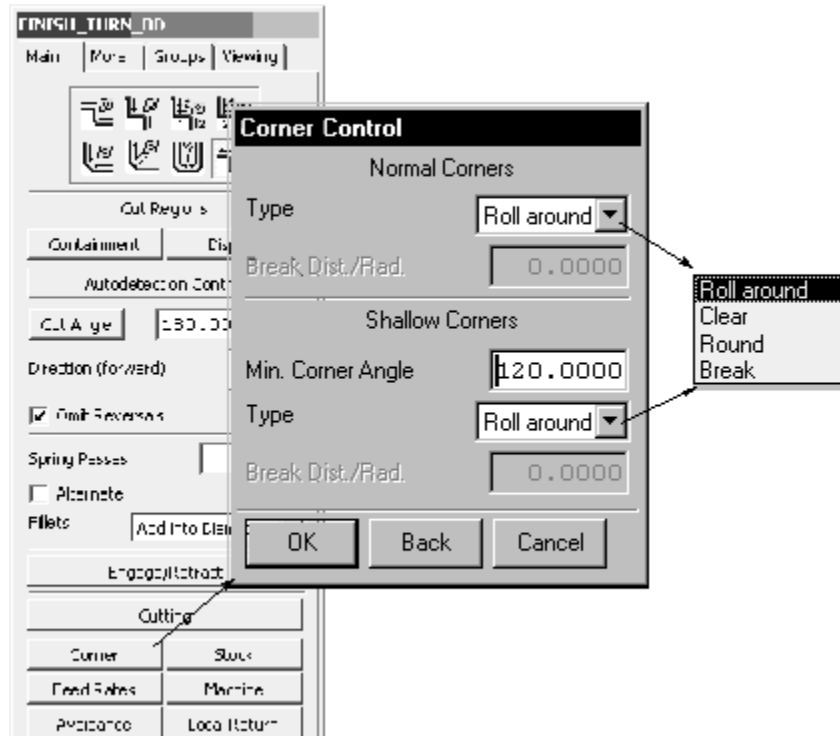 FINISH_TURN_OD
Main More Groups Viewing
Cut Regions
Containment
Cut Angle 180.00
Direction (forward)
Omit Reversals
Spring Passes
Alternate
Fillets
Add Into
Engage/Retract
Cutting
Corner Stock
Feed Rates Machine
Avoidance Local Return
Corner Control
Normal Corners
Type Roll around
Break Dist./Rad. 0.0000
Shallow Corners
Min. Corner Angle 120.0000
Type Roll around
Break Dist./Rad. 0.0000
OK Back Cancel
Roll around
Clear
Round
Break